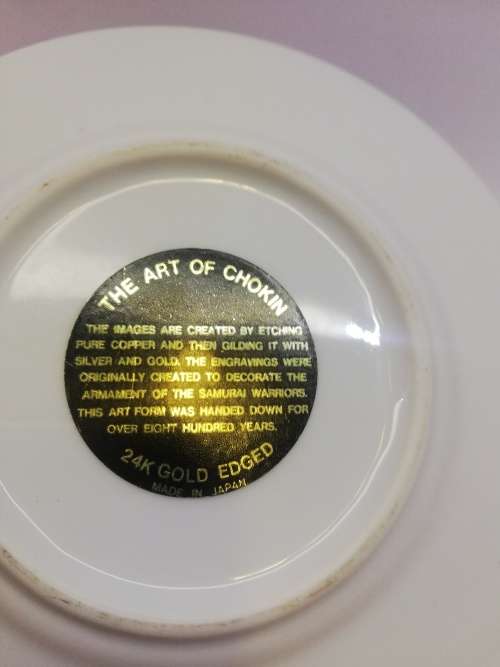 THE ART OF CHOKIN
THE IMAGES ARE CREATED BY ETCHING
PURE COPPER AND THEN GILDING IT WITH
SILVER AND GOLD. THE ENGRAVINGS WERE
ORIGINALLY CREATED TO DECORATE THE
ARMAMENT OF THE SAMURAI WARRIORS.
THIS ART FORM WAS HANDED DOWN FOR
OVER EIGHT HUNDRED YEARS.
24K GOLD EDGED
MADE IN JAPAN